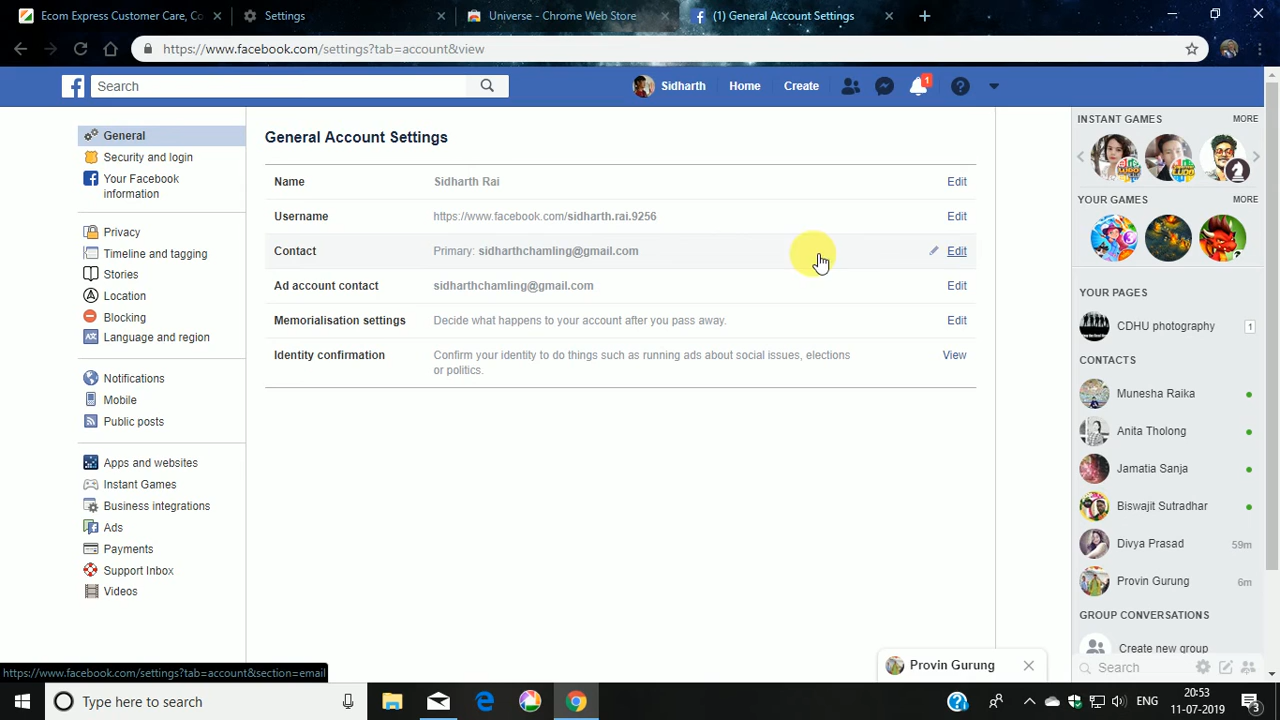 Ecom Express Customer Care, Co
Settings
Universe - Chrome Web Store
(1) General Account Settings
https://www.facebook.com/settings?tab=account&view
Search
Sidharth
Home
Create
1
General
Security and login
Your Facebook
information
Privacy
Timeline and tagging
Stories
Location
Blocking
Language and region
Notifications
Mobile
Public posts
Apps and websites
Instant Games
Business integrations
Ads
Payments
Support Inbox
Videos
General Account Settings
Name Sidharth Rai Edit
Username https://www.facebook.com/sidharth.rai.9256 Edit
Contact Primary: sidharthchamling@gmail.com Edit
Ad account contact sidharthchamling@gmail.com Edit
Memorialisation settings Decide what happens to your account after you pass away. Edit
Identity confirmation Confirm your identity to do things such as running ads about social issues, elections View
or politics.
INSTANT GAMES MORE
YOUR GAMES MORE
YOUR PAGES
CDHU photography 1
CONTACTS
Munesha Raika
Anita Tholong
Jamatia Sanja
Biswajit Sutradhar
Divya Prasad 59m
Provin Gurung 6m
GROUP CONVERSATIONS
Create new group
Search
Provin Gurung
https://www.facebook.com/settings?tab=account&section=email
Type here to search
ENG
20:53
11-07-2019
3